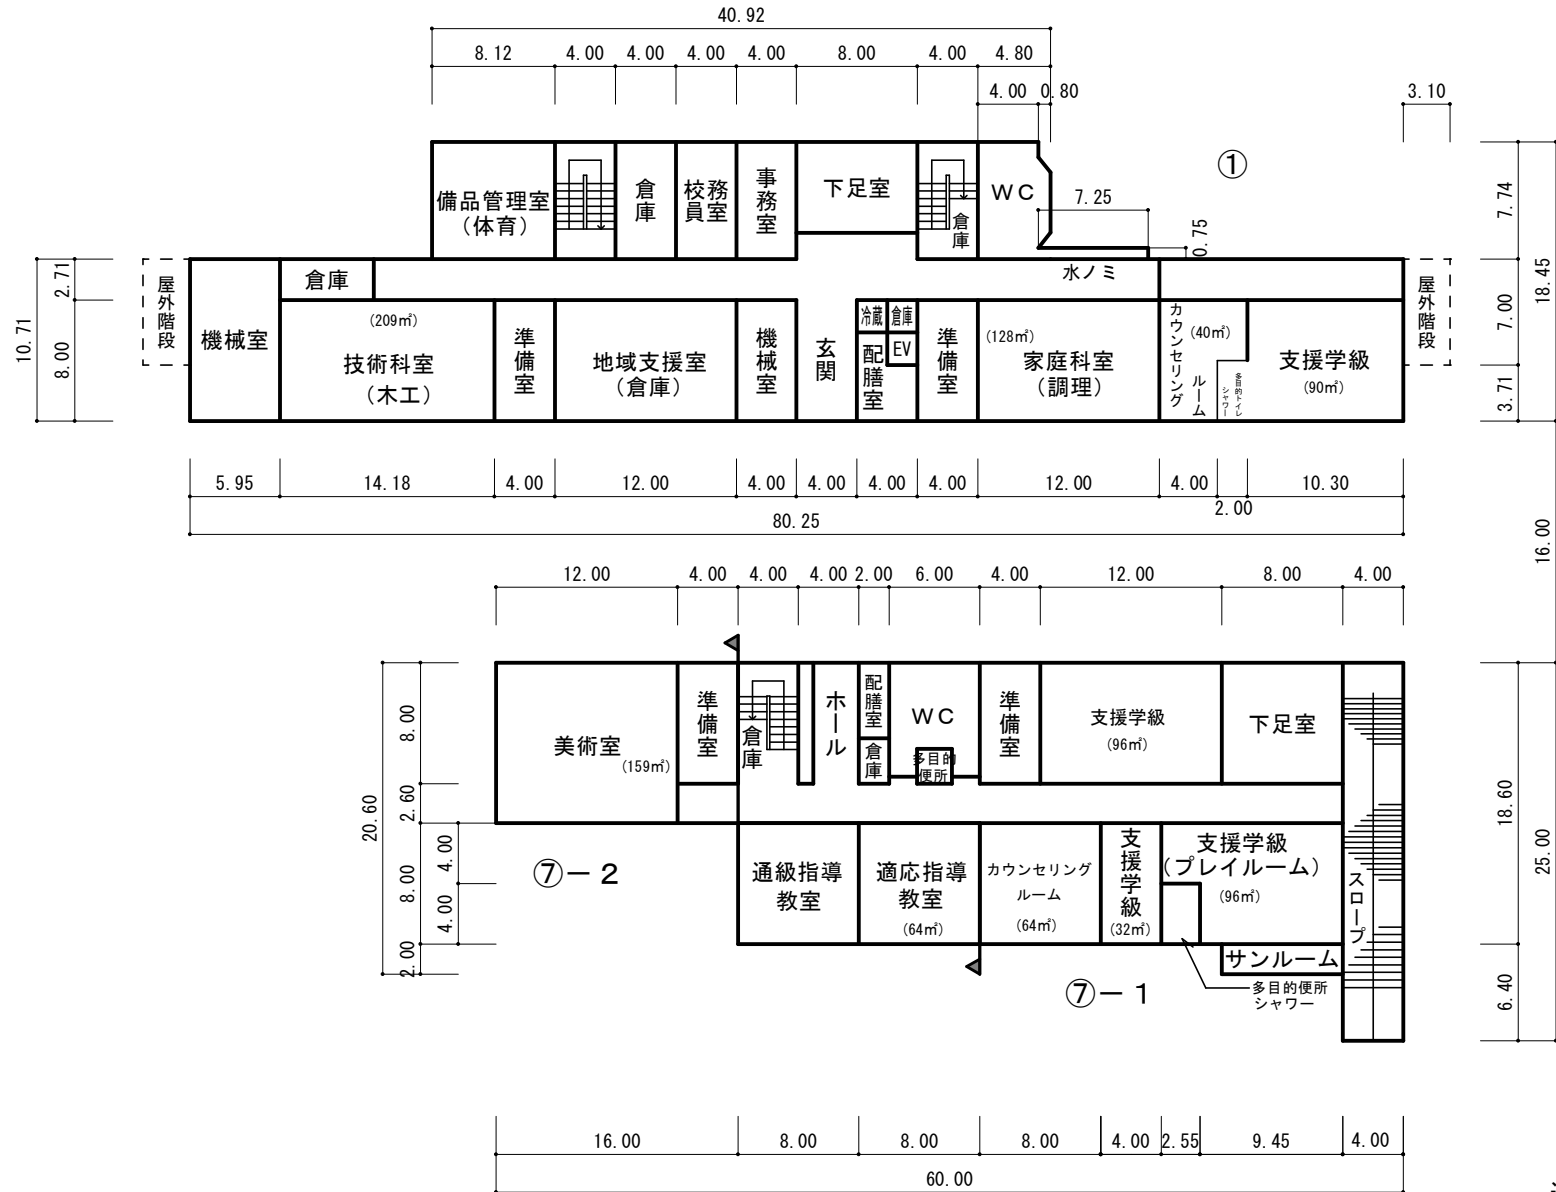 40.92
8.12 4.00 4.00 4.00 4.00 8.00 4.00 4.80
4.00 0.80
3.10
①
備品管理室
(体育)
倉庫
校務員室
事務室
下足室
倉庫
WC
7.25
0.75
7.74
18.45
水ノミ
10.71
2.71
8.00
屋外階段
機械室
倉庫
(209㎡)
技術科室
(木工)
準備室
地域支援室
(倉庫)
機械室
玄関
冷蔵
倉庫
EV
配膳室
準備室
(128㎡)
家庭科室
(調理)
カウンセリング
ルーム
(40㎡)
多目的トイレ
シャワー
支援学級
(90㎡)
屋外階段
7.00
3.71
5.95 14.18 4.00 12.00 4.00 4.00 4.00 4.00 12.00 4.00 2.00 10.30
80.25
16.00
12.00 4.00 4.00 4.00 2.00 6.00 4.00 12.00 8.00 4.00
20.60
8.00
2.60
8.00
2.00
4.00
4.00
美術室
(159㎡)
準備室
倉庫
ホール
配膳室
倉庫
WC
多目的
便所
準備室
支援学級
(96㎡)
下足室
⑦－2
通級指導
教室
適応指導
教室
(64㎡)
カウンセリング
ルーム
(64㎡)
支援学級
(32㎡)
支援学級
(プレイルーム)
(96㎡)
スロープ
サンルーム
多目的便所
シャワー
⑦－1
18.60
6.40
25.00
16.00 8.00 8.00 8.00 4.00 2.55 9.45 4.00
60.00